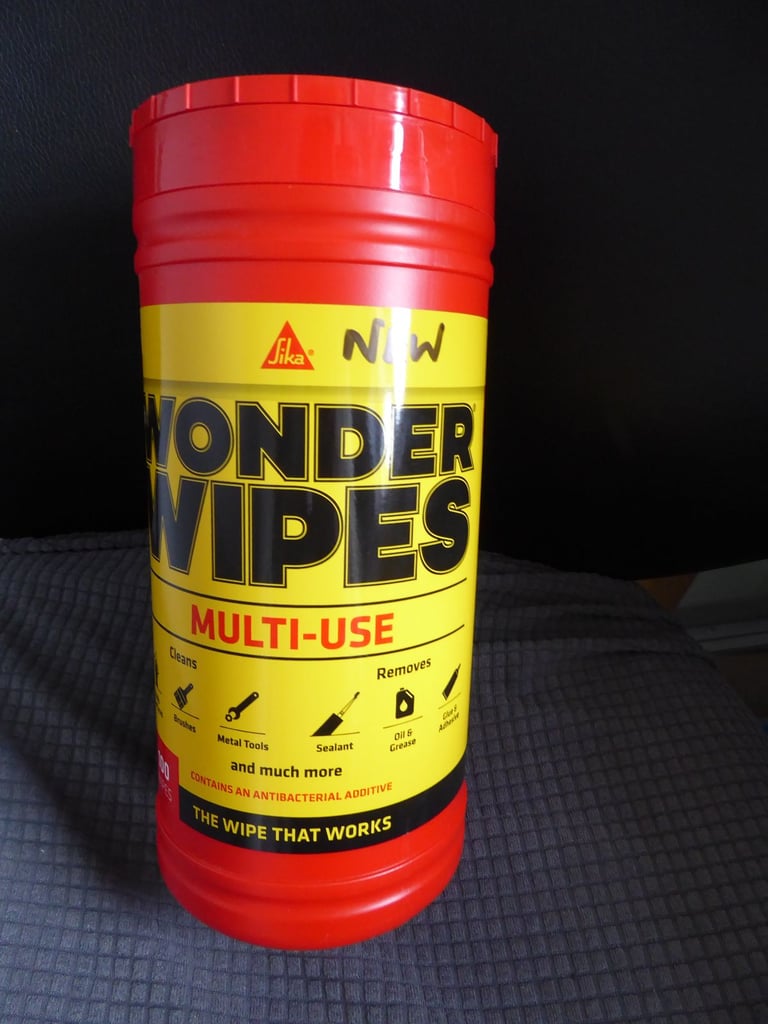 Sika®
NEW
WONDER
WIPES
MULTI-USE
Cleans
Removes
Brushes
Metal Tools
Sealant
Oil &
Grease
Glue &
Adhesive
and much more
CONTAINS AN ANTIBACTERIAL ADDITIVE
THE WIPE THAT WORKS